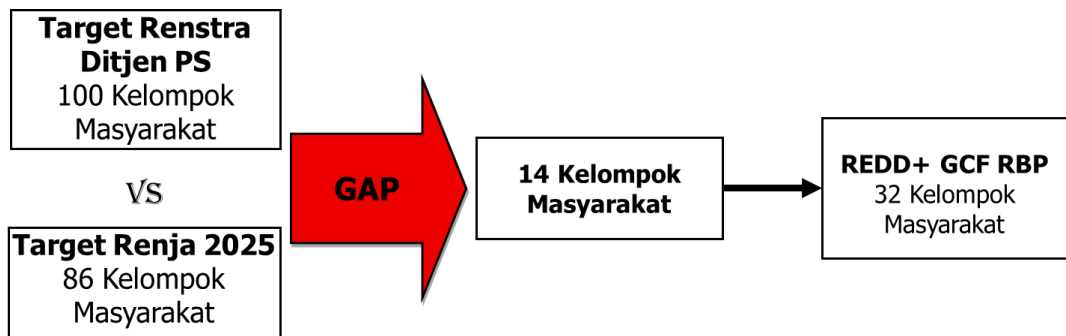 Target Renstra
Ditjen PS
100 Kelompok
Masyarakat
VS
Target Renja 2025
86 Kelompok
Masyarakat
GAP
14 Kelompok
Masyarakat
REDD+ GCF RBP
32 Kelompok
Masyarakat